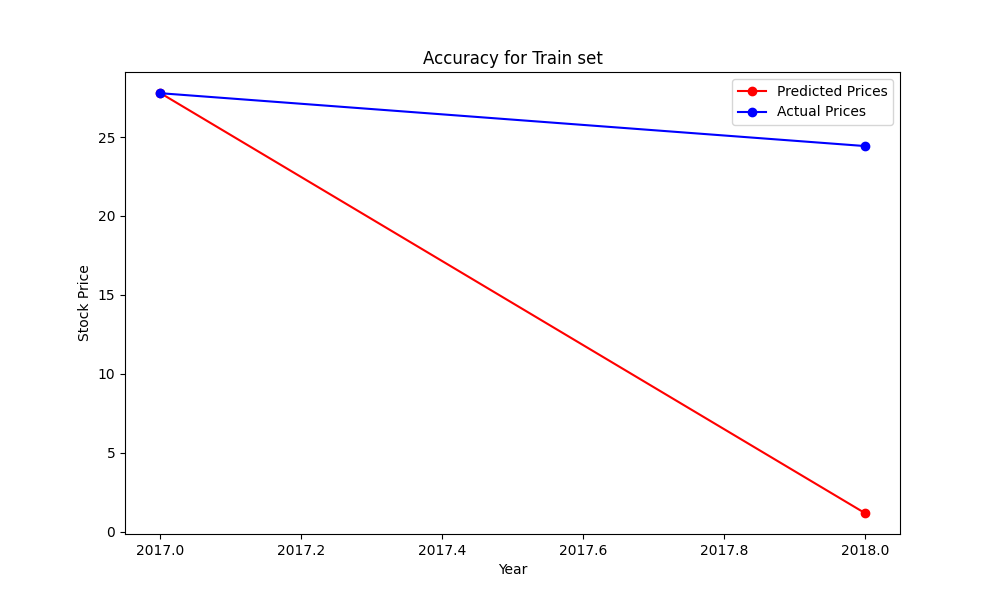 Accuracy for Train set
Predicted Prices
Actual Prices
Stock Price
25
20
15
10
5
0
2017.0
2017.2
2017.4
2017.6
2017.8
2018.0
Year